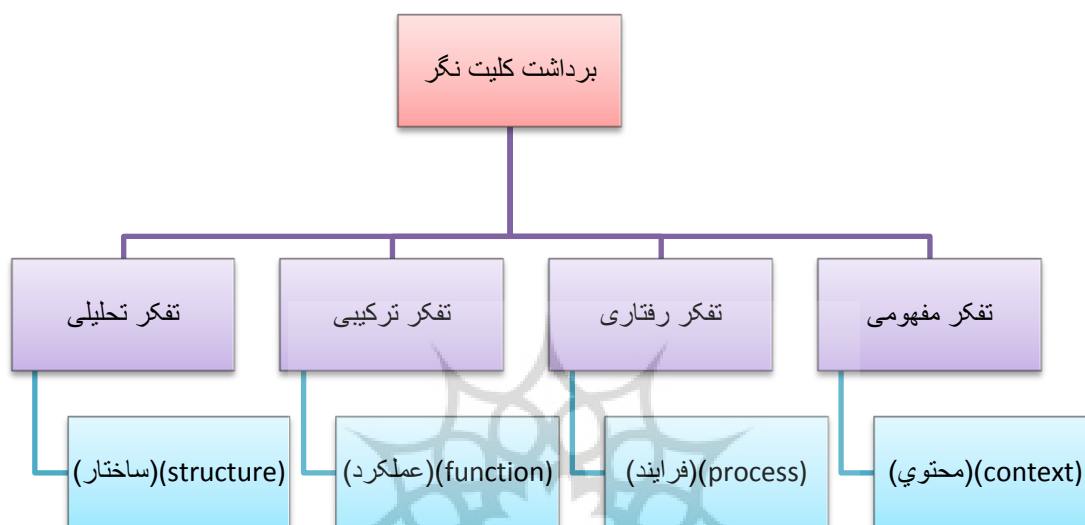 برداشت کلیت نگر
تفکر مفهومی
تفکر رفتاری
تفکر ترکیبی
تفکر تحلیلی
(محتوي)(context)
(فرایند)(process)
(عملکرد)(function)
(ساختار)(structure)